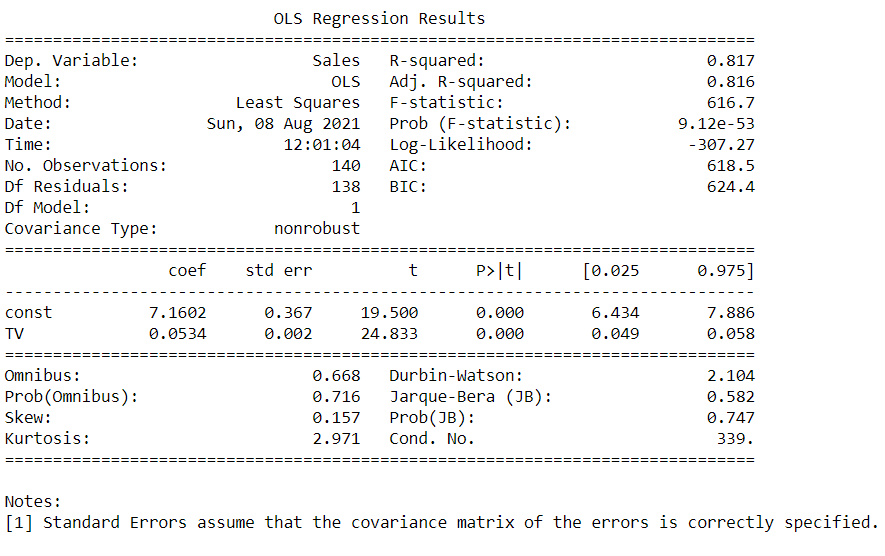 OLS Regression Results
==============================================================================
Dep. Variable:                  Sales   R-squared:                       0.817
Model:                            OLS   Adj. R-squared:                  0.816
Method:                 Least Squares   F-statistic:                     616.7
Date:                Sun, 08 Aug 2021   Prob (F-statistic):           9.12e-53
Time:                        12:01:04   Log-Likelihood:                -307.27
No. Observations:                 140   AIC:                             618.5
Df Residuals:                     138   BIC:                             624.4
Df Model:                           1
Covariance Type:            nonrobust
==============================================================================
                 coef    std err          t      P>|t|      [0.025      0.975]
------------------------------------------------------------------------------
const          7.1602      0.367     19.500      0.000       6.434       7.886
TV             0.0534      0.002     24.833      0.000       0.049       0.058
==============================================================================
Omnibus:                        0.668   Durbin-Watson:                   2.104
Prob(Omnibus):                  0.716   Jarque-Bera (JB):                0.582
Skew:                           0.157   Prob(JB):                        0.747
Kurtosis:                       2.971   Cond. No.                         339.
==============================================================================

Notes:
[1] Standard Errors assume that the covariance matrix of the errors is correctly specified.